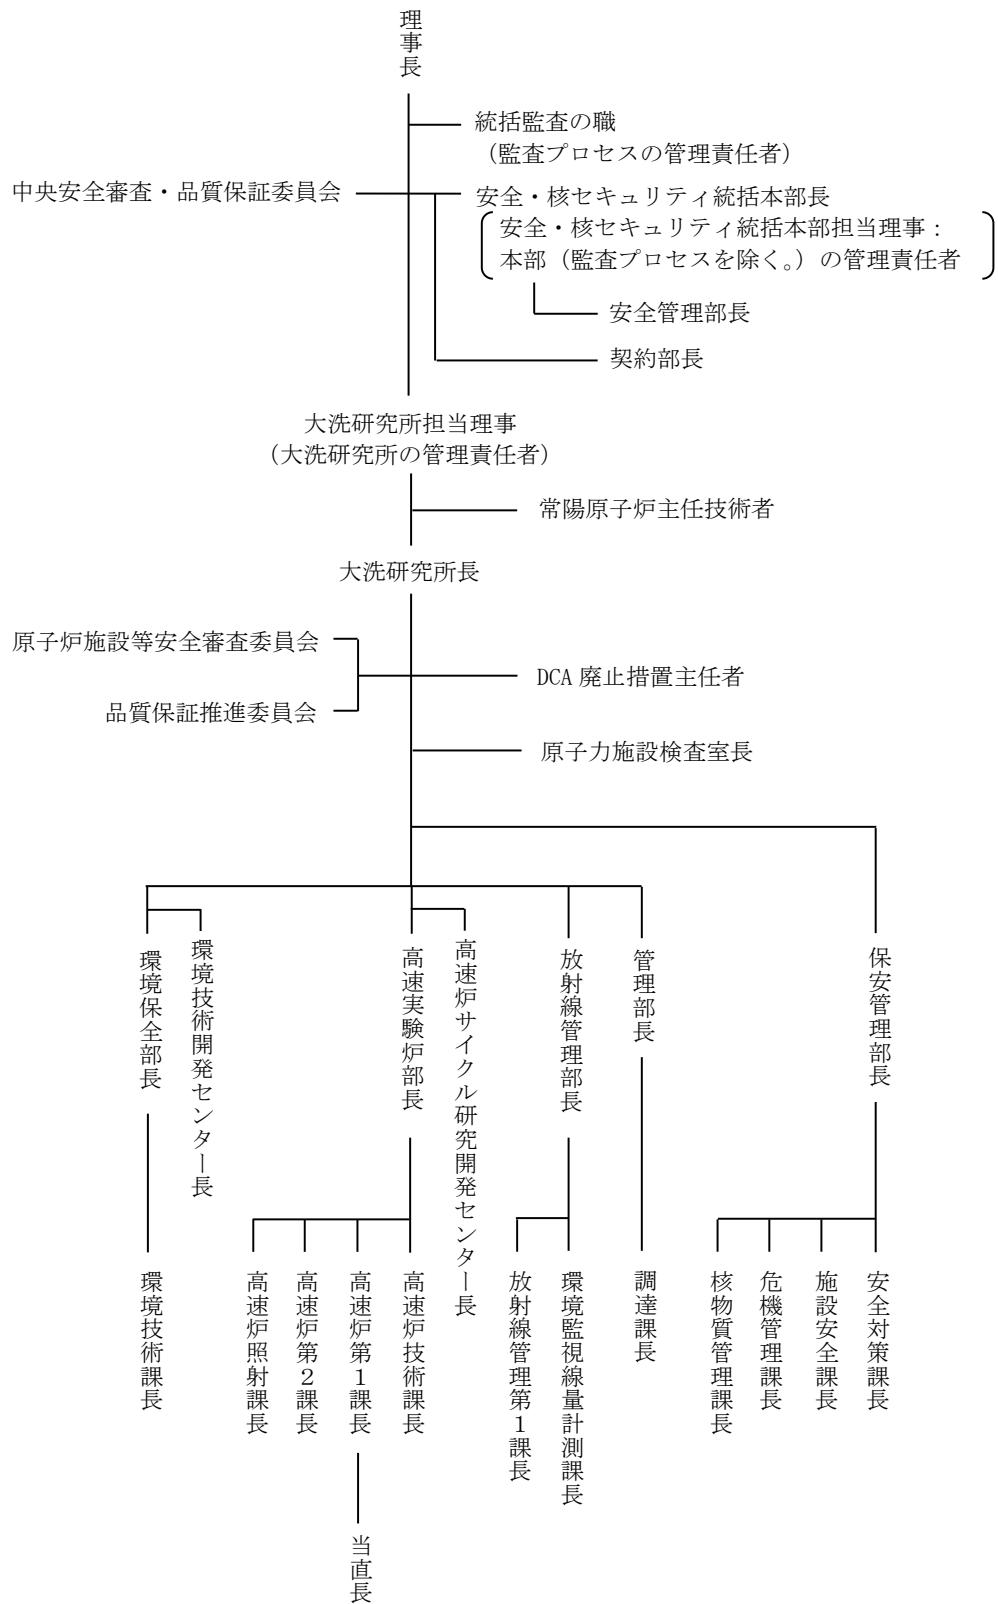 理事長
統括監査の職
（監査プロセスの管理責任者）
中央安全審査・品質保証委員会
安全・核セキュリティ統括本部長
安全・核セキュリティ統括本部担当理事：
本部（監査プロセスを除く。）の管理責任者
安全管理部長
契約部長
大洗研究所担当理事
（大洗研究所の管理責任者）
常陽原子炉主任技術者
大洗研究所長
原子炉施設等安全審査委員会
DCA 廃止措置主任者
品質保証推進委員会
原子力施設検査室長
環境保全部長
環境技術開発センター長
高速実験炉部長
高速炉サイクル研究開発センター長
放射線管理部長
管理部長
保安管理部長
環境技術課長
高速炉照射課長
高速炉第２課長
高速炉第１課長
高速炉技術課長
放射線管理第１課長
環境監視線量計測課長
調達課長
核物質管理課長
危機管理課長
施設安全課長
安全対策課長
当直長